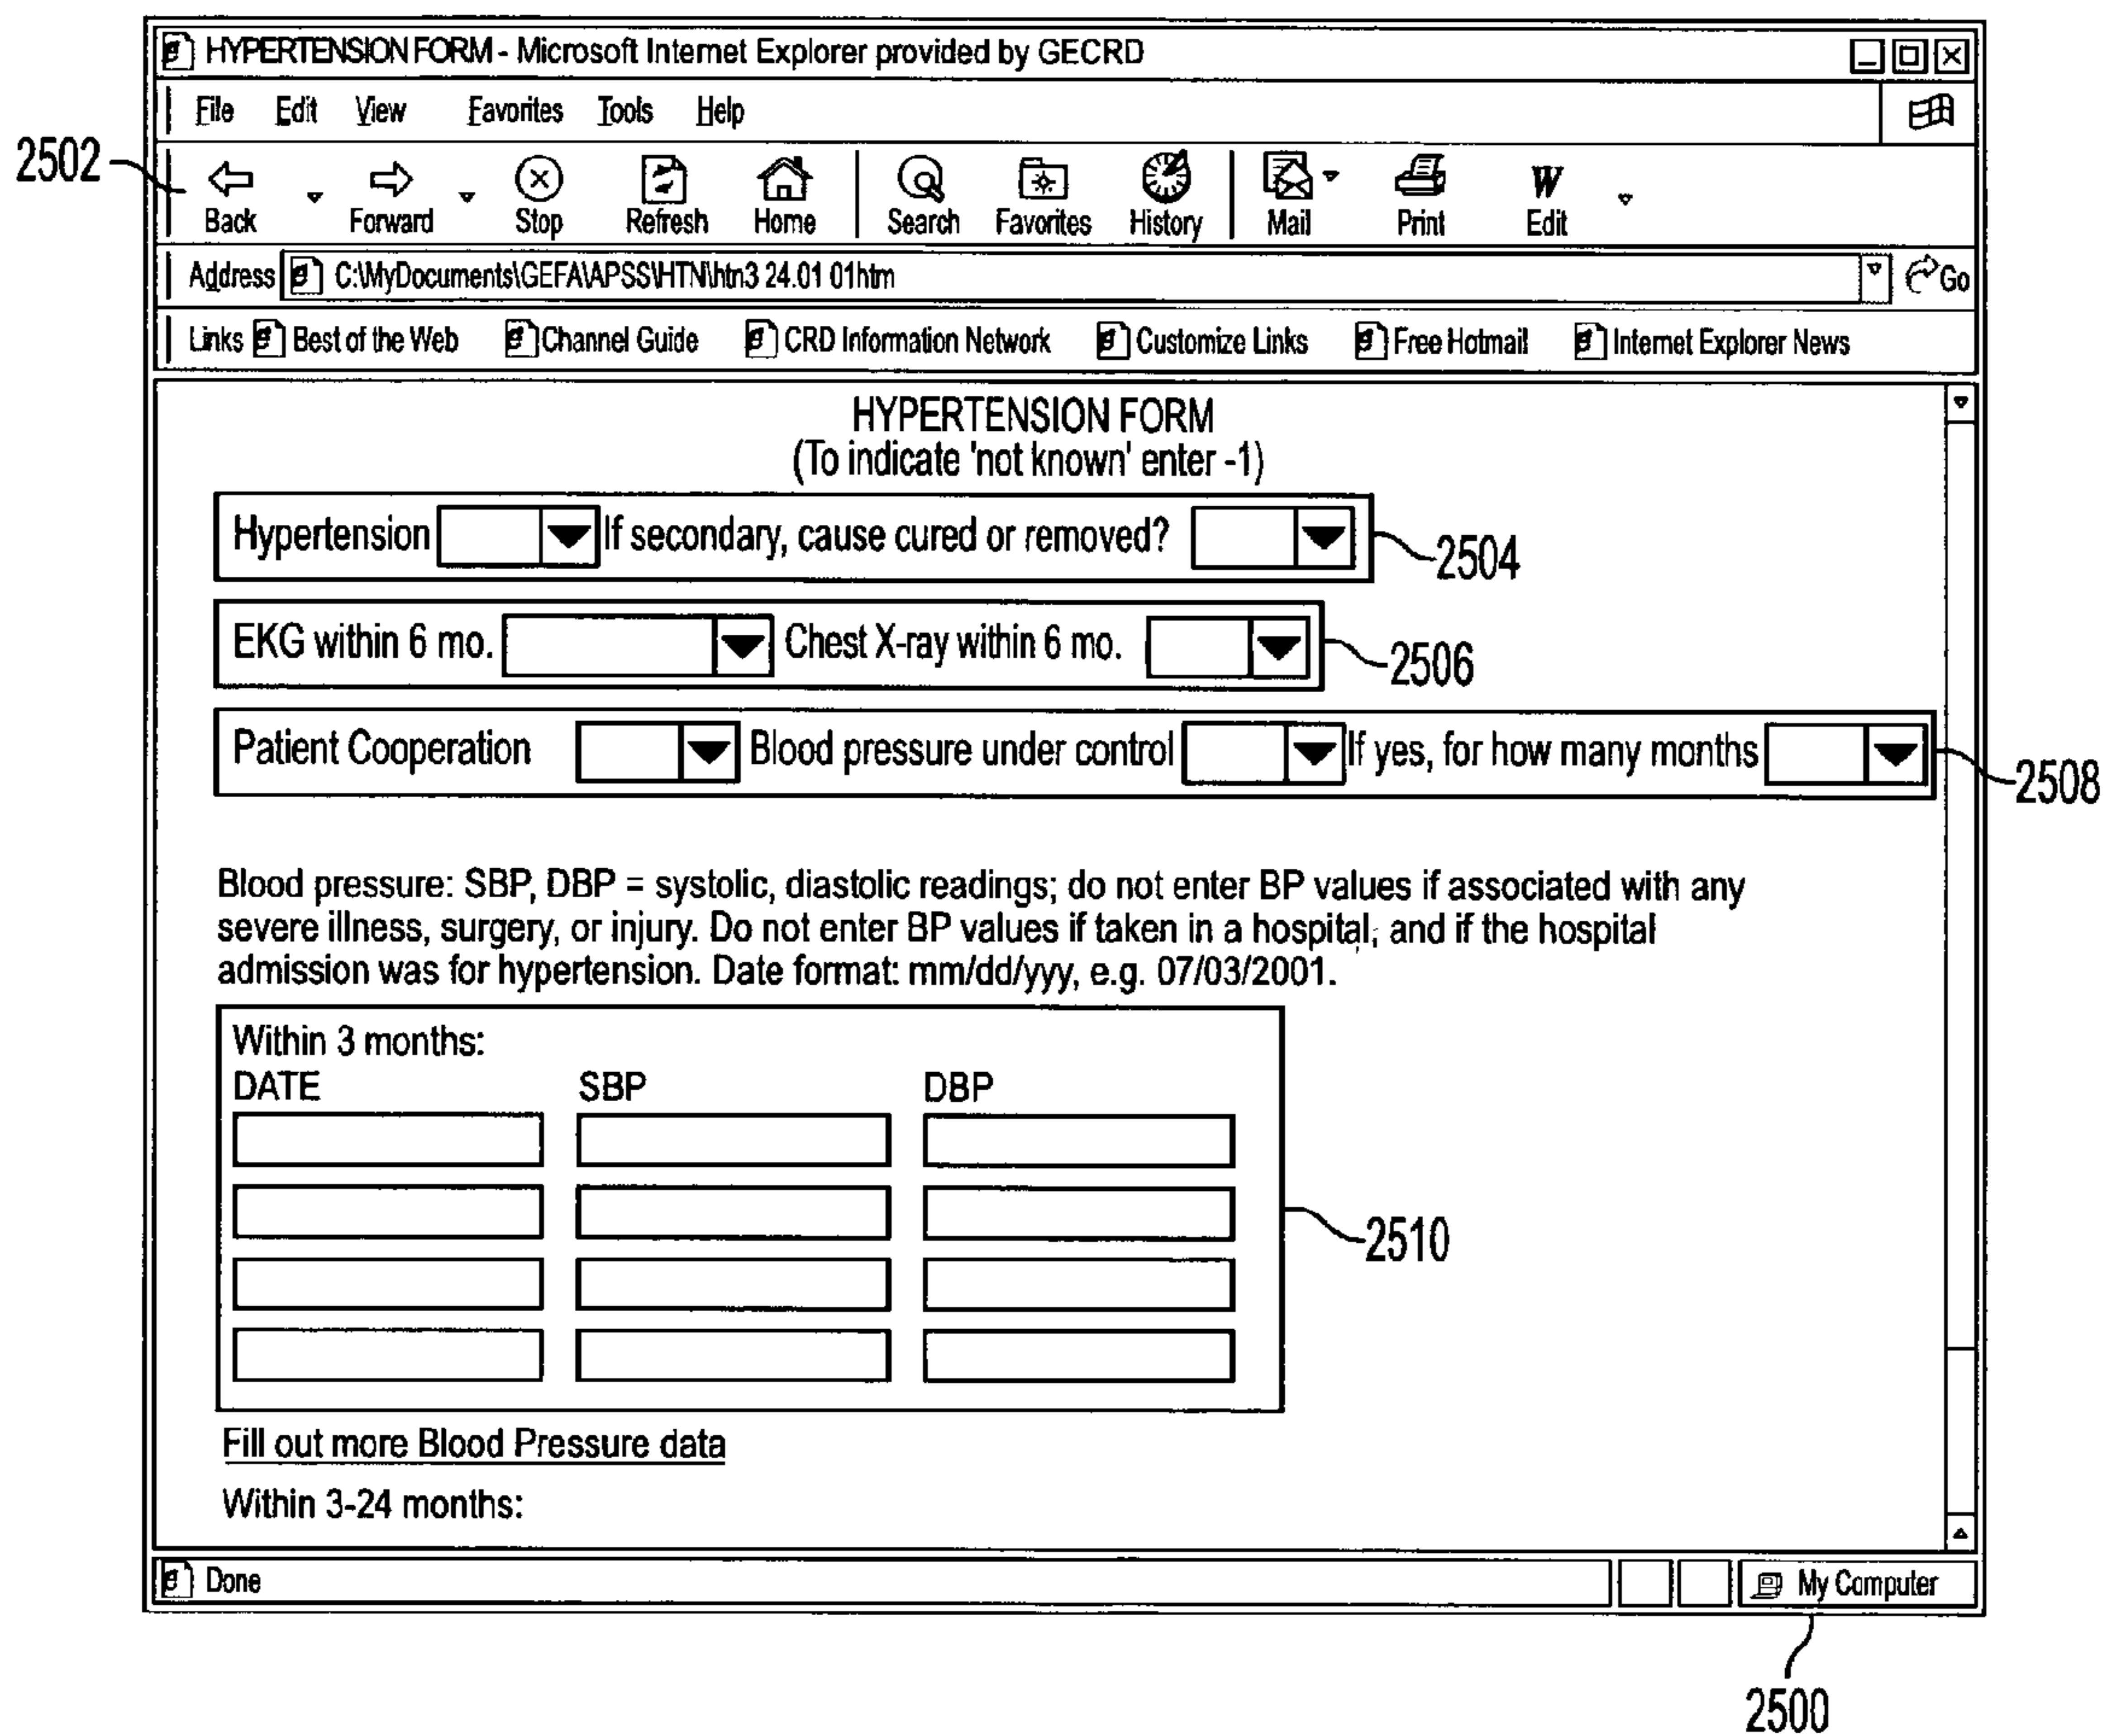 HYPERTENSION FORM - Microsoft Internet Explorer provided by GECRD
File Edit View Favorites Tools Help
2502
Back Forward Stop Refresh Home Search Favorites History Mail Print Edit
W
Address C:\MyDocuments\GEFA\APSS\HTN\htn3 24.01 01htm Go
Links Best of the Web Channel Guide CRD Information Network Customize Links Free Hotmail Internet Explorer News
HYPERTENSION FORM
(To indicate 'not known' enter -1)
Hypertension If secondary, cause cured or removed? 2504
EKG within 6 mo. Chest X-ray within 6 mo. 2506
Patient Cooperation Blood pressure under control If yes, for how many months 2508
Blood pressure: SBP, DBP = systolic, diastolic readings; do not enter BP values if associated with any
severe illness, surgery, or injury. Do not enter BP values if taken in a hospital, and if the hospital
admission was for hypertension. Date format: mm/dd/yyy, e.g. 07/03/2001.
Within 3 months:
DATE SBP DBP
2510
Fill out more Blood Pressure data
Within 3-24 months:
Done My Computer
2500